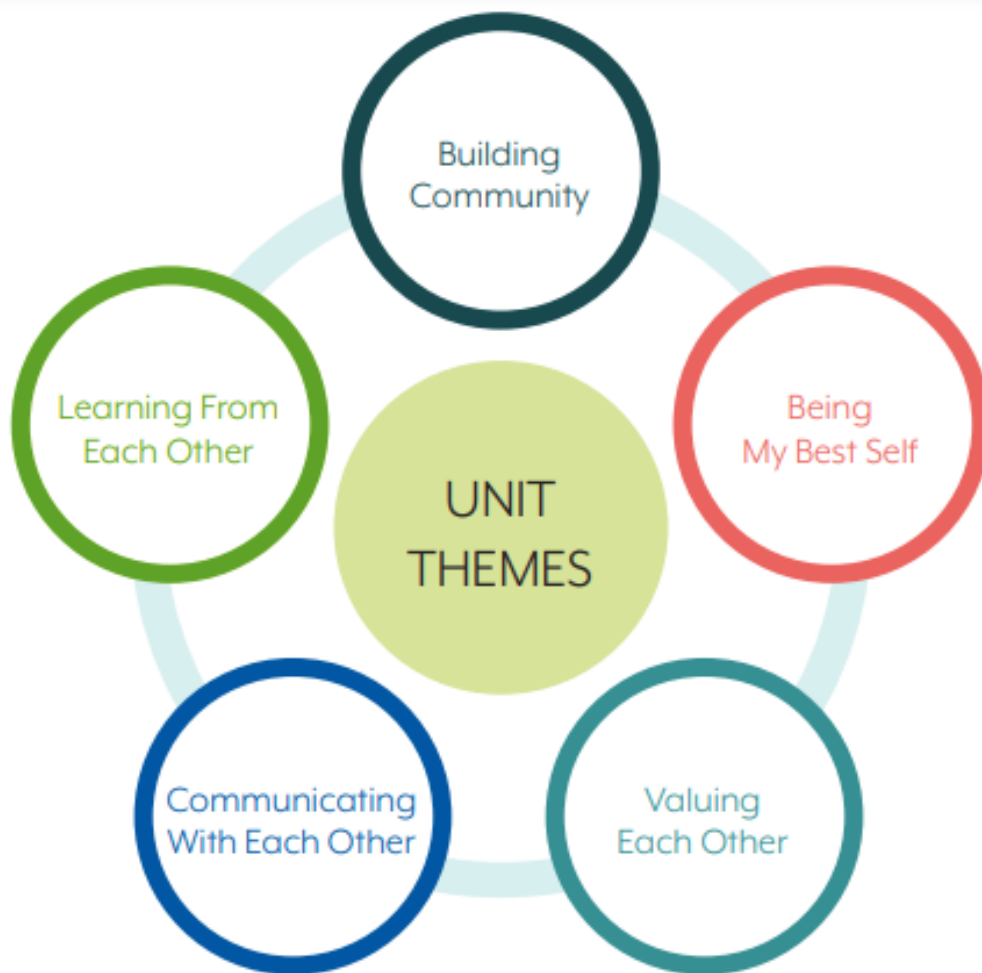 Building
Community
Being
My Best Self
Valuing
Each Other
Communicating
With Each Other
Learning From
Each Other
UNIT
THEMES